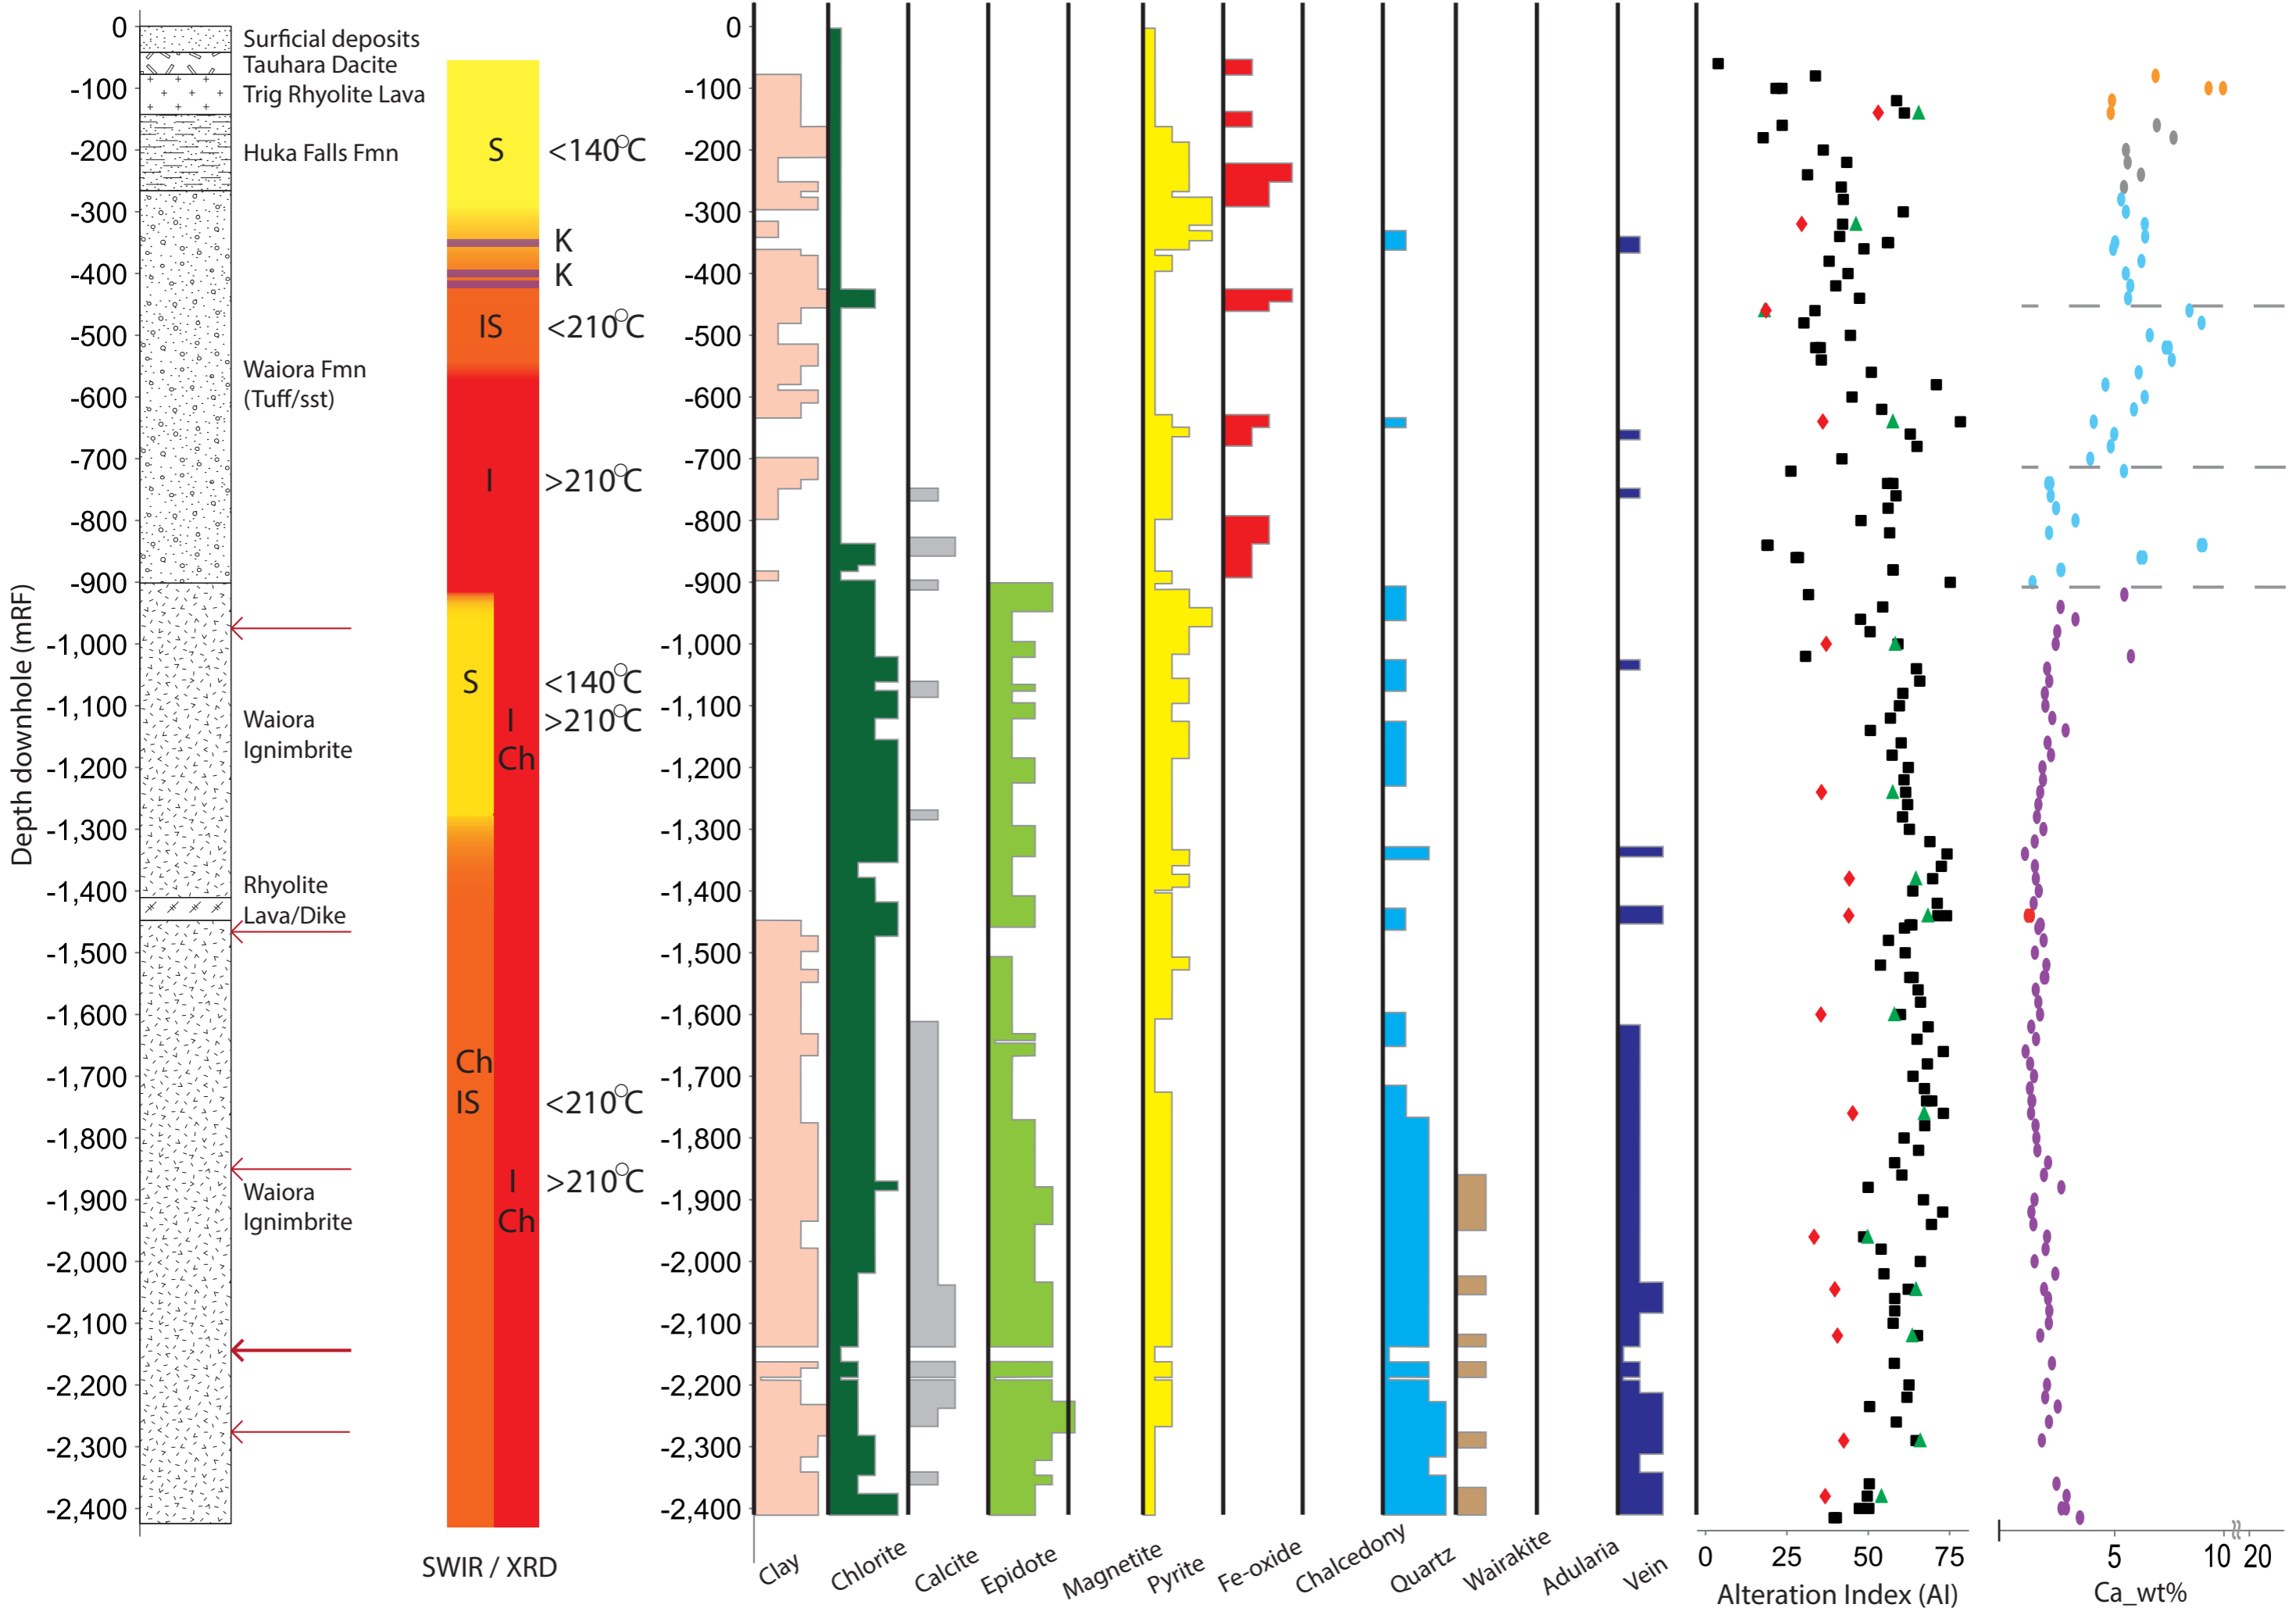 Depth downhole (mRF)
0
-100
-200
-300
-400
-500
-600
-700
-800
-900
-1,000
-1,100
-1,200
-1,300
-1,400
-1,500
-1,600
-1,700
-1,800
-1,900
-2,000
-2,100
-2,200
-2,300
-2,400
Surficial deposits
Tauhara Dacite
Trig Rhyolite Lava
Huka Falls Fmn
Waiora Fmn
(Tuff/sst)
Waiora
Ignimbrite
Rhyolite
Lava/Dike
Waiora
Ignimbrite
S <140°C
K
K
IS <210°C
I >210°C
S <140°C
I >210°C
Ch
Ch
IS <210°C
I >210°C
Ch
SWIR / XRD
0
-100
-200
-300
-400
-500
-600
-700
-800
-900
-1,000
-1,100
-1,200
-1,300
-1,400
-1,500
-1,600
-1,700
-1,800
-1,900
-2,000
-2,100
-2,200
-2,300
-2,400
Clay
Chlorite
Calcite
Epidote
Magnetite
Pyrite
Fe-oxide
Chalcedony
Quartz
Wairakite
Adularia
Vein
0 25 50 75
Alteration Index (AI)
5 10 20
Ca_wt%